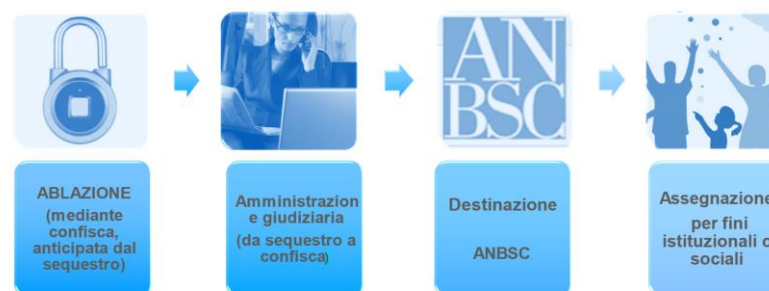 AN
BSC
ABLAZIONE
(mediante
confisca,
anticipata dal
sequestro)
Amministrazion
e giudiziaria
(da sequestro a
confisca)
Destinazione
ANBSC
Assegnazione
per fini
istituzionali o
sociali